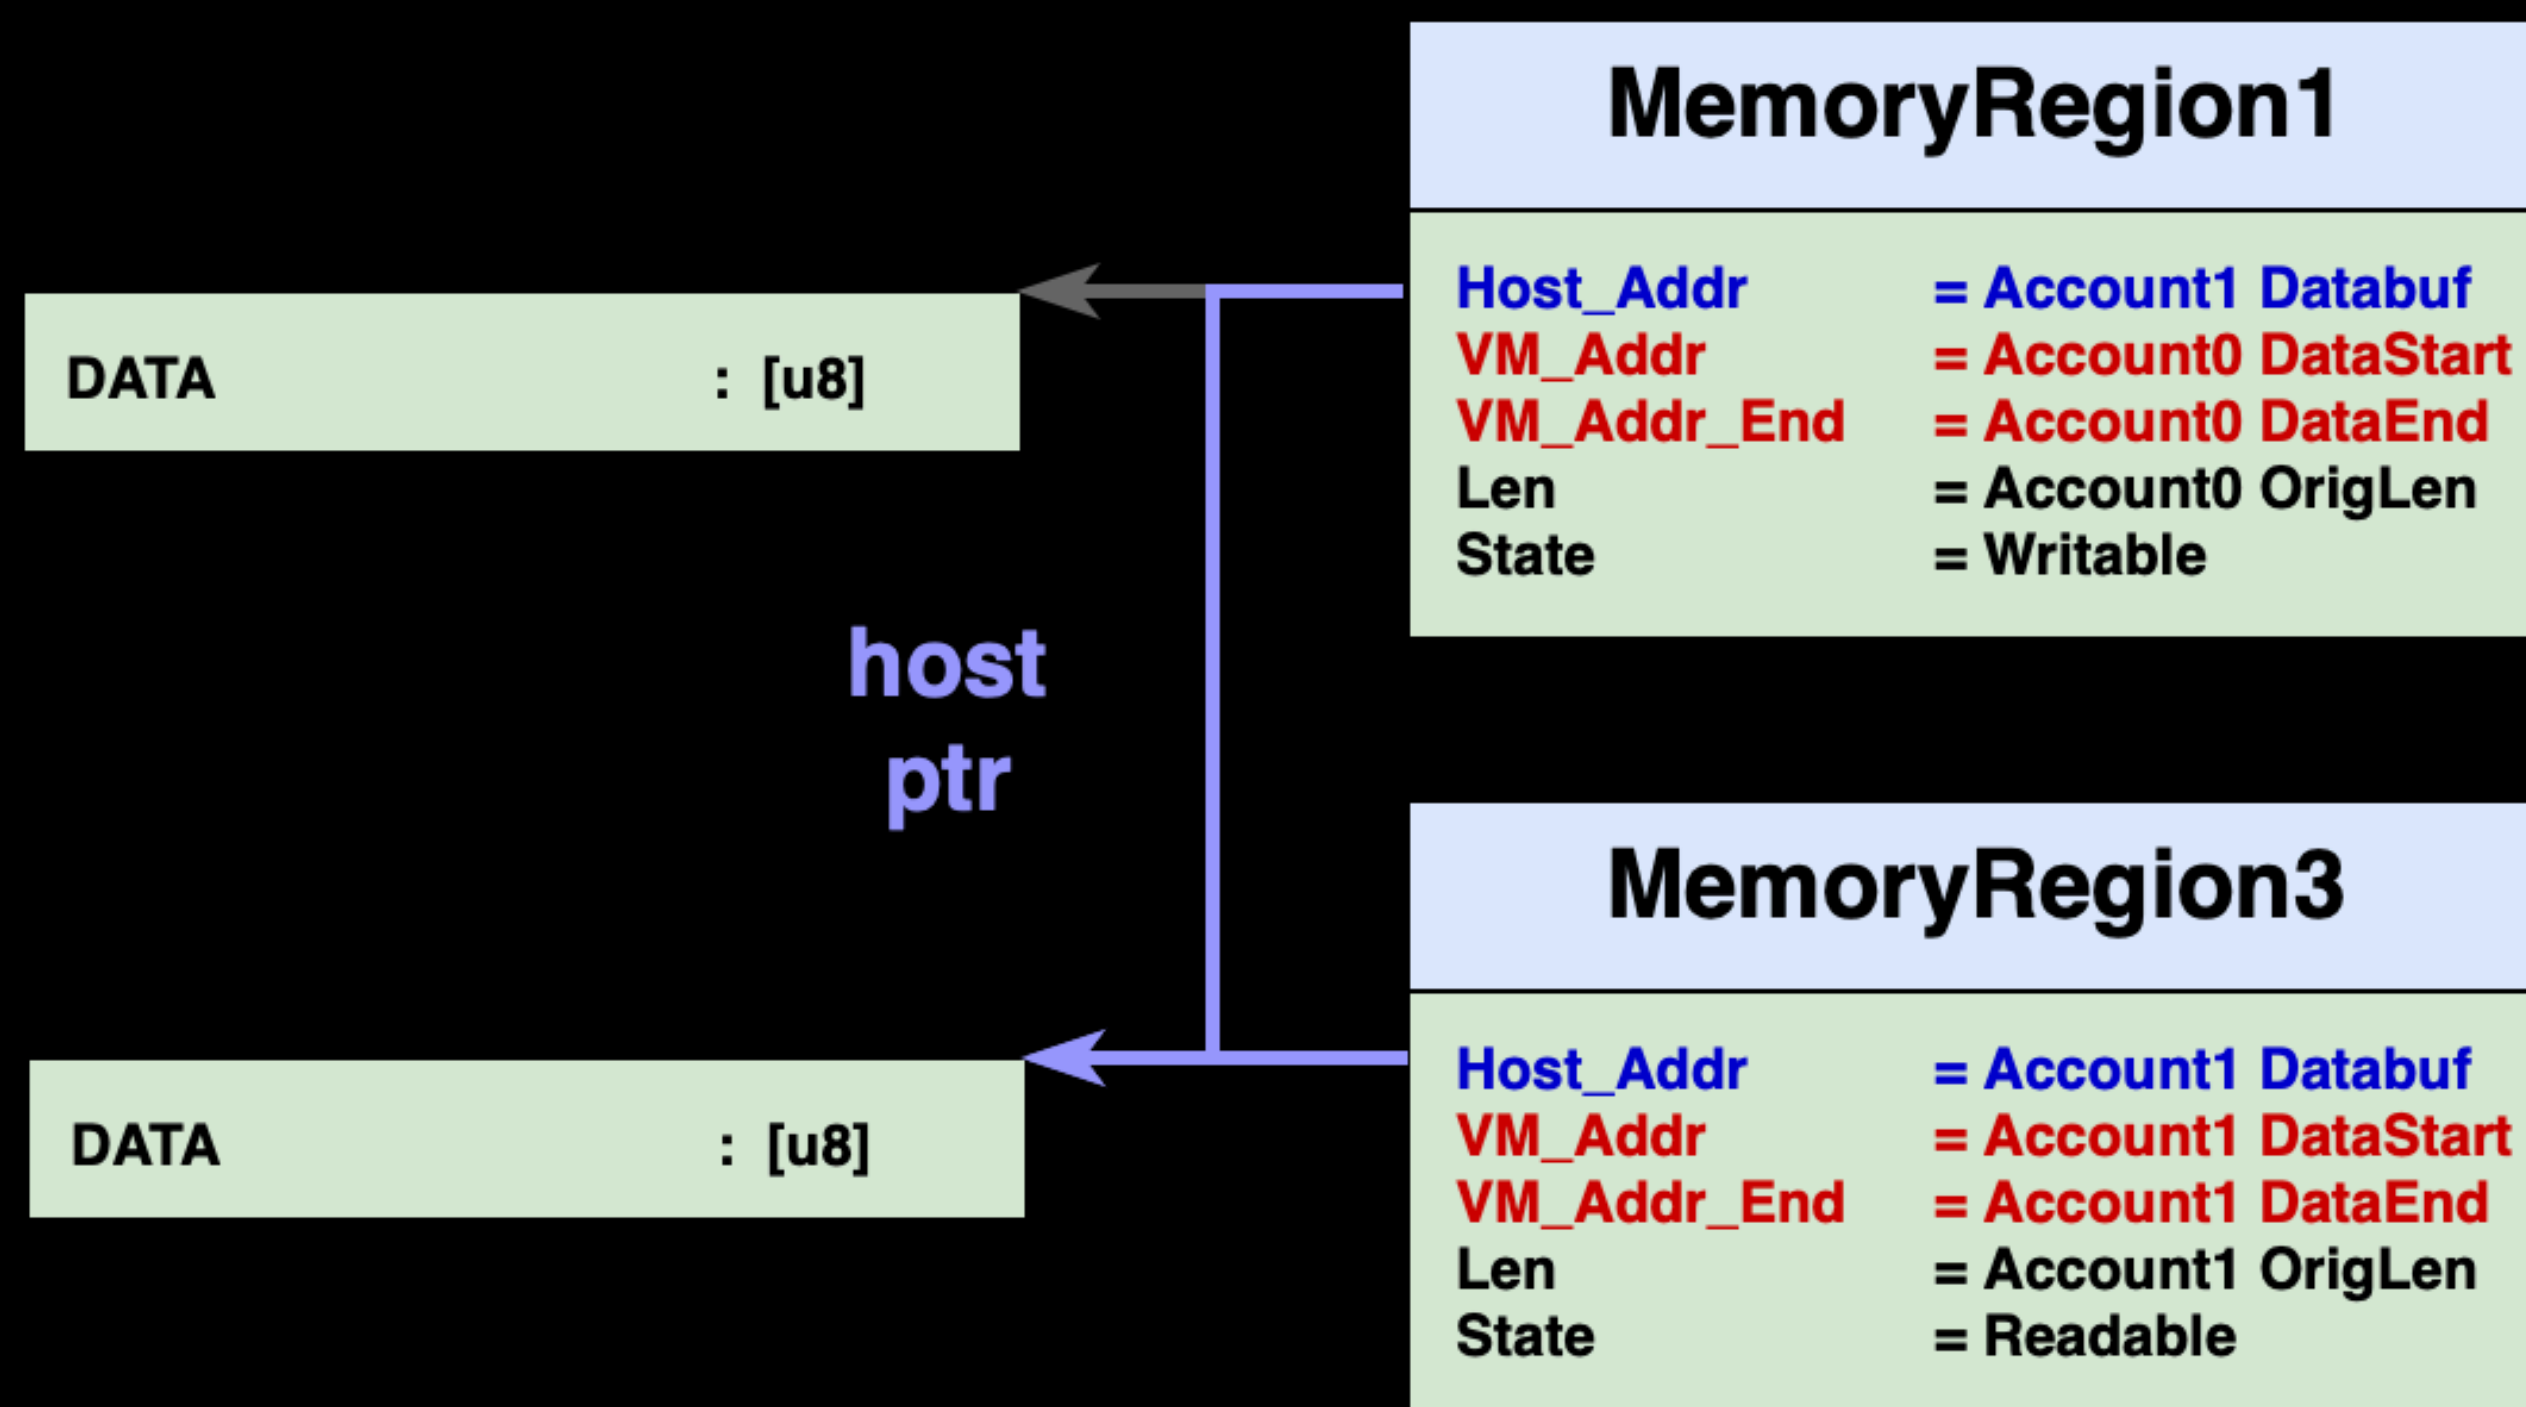 MemoryRegion1
Host_Addr = Account1 Databuf
VM_Addr = Account0 DataStart
VM_Addr_End = Account0 DataEnd
Len = Account0 OrigLen
State = Writable
DATA : [u8]
host
ptr
MemoryRegion3
Host_Addr = Account1 Databuf
VM_Addr = Account1 DataStart
VM_Addr_End = Account1 DataEnd
Len = Account1 OrigLen
State = Readable
DATA : [u8]